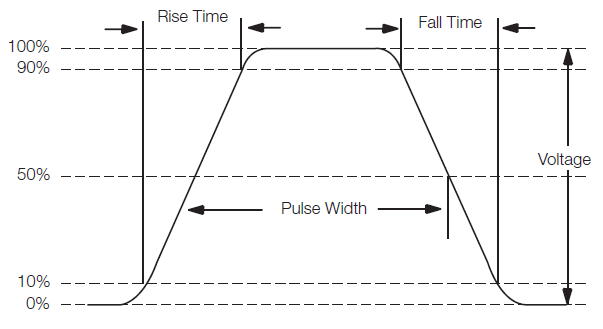 Rise Time
Fall Time
100%
90%
Voltage
50%
Pulse Width
10%
0%